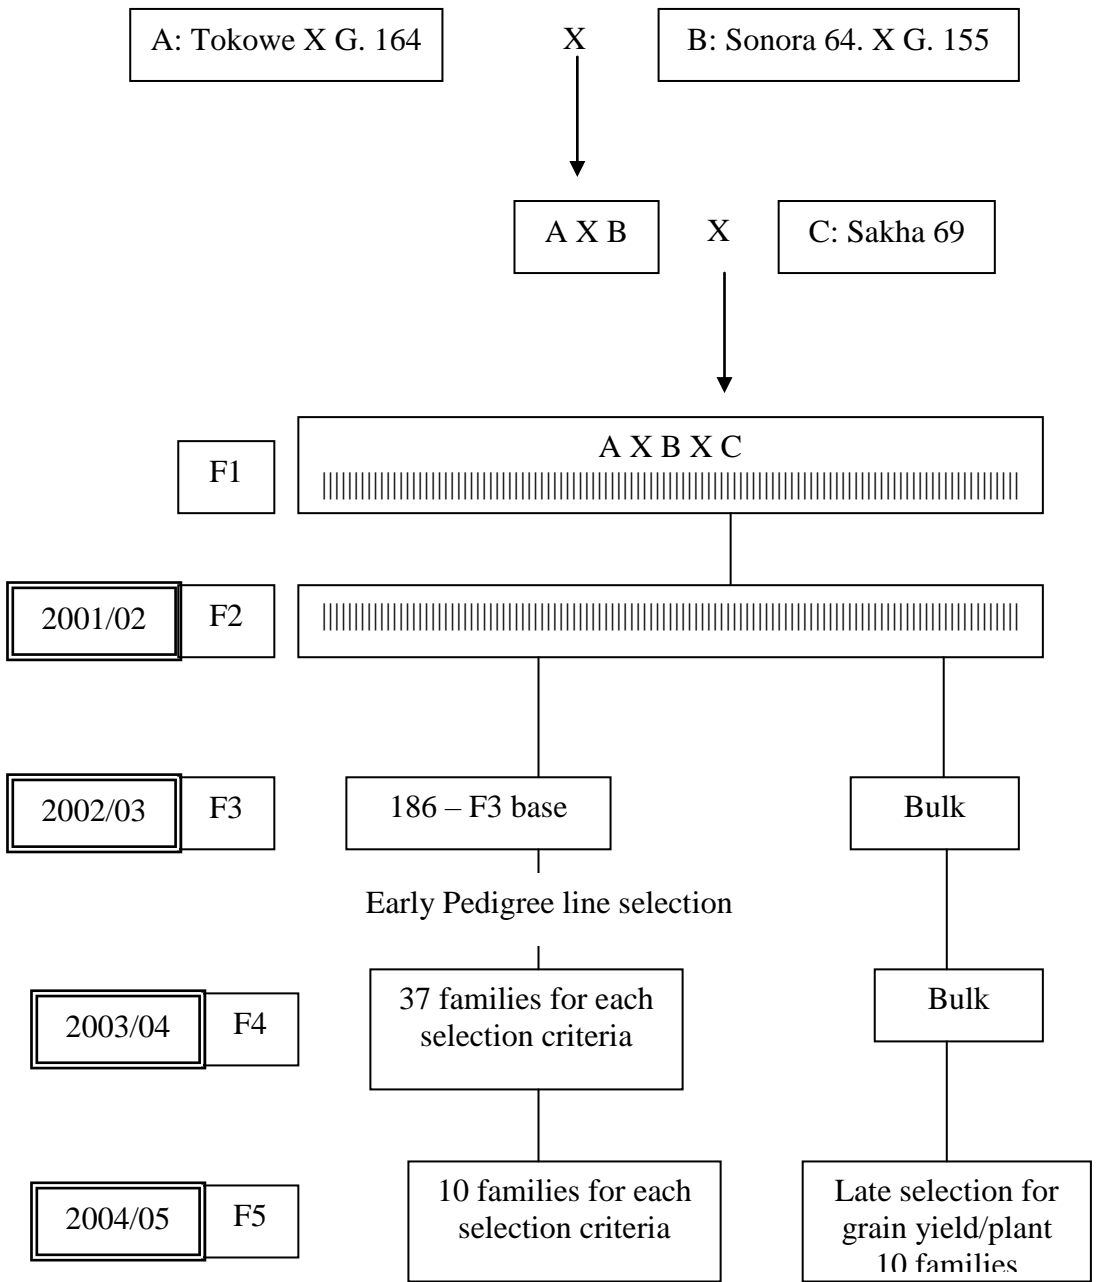 A: Tokowe X G. 164
X
B: Sonora 64. X G. 155
A X B
X
C: Sakha 69
A X B X C
F1
2001/02
F2
2002/03
F3
186 – F3 base
Bulk
Early Pedigree line selection
2003/04
F4
37 families for each
selection criteria
Bulk
2004/05
F5
10 families for each
selection criteria
Late selection for
grain yield/plant
10 families